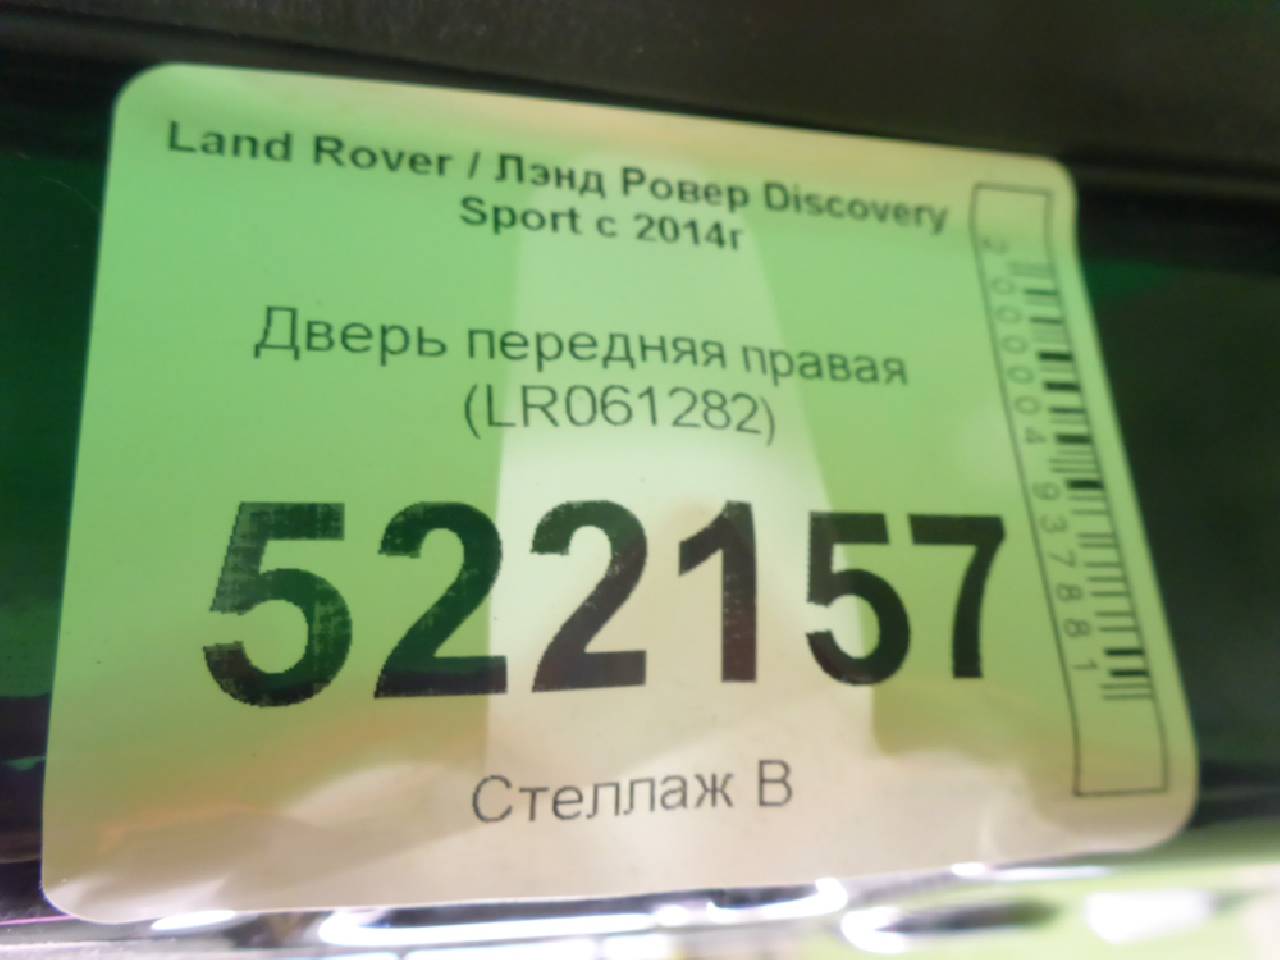 Land Rover / Лэнд Ровер Discovery
Sport с 2014г
Дверь передняя правая
(LR061282)
522157
Стеллаж В
2000004937881